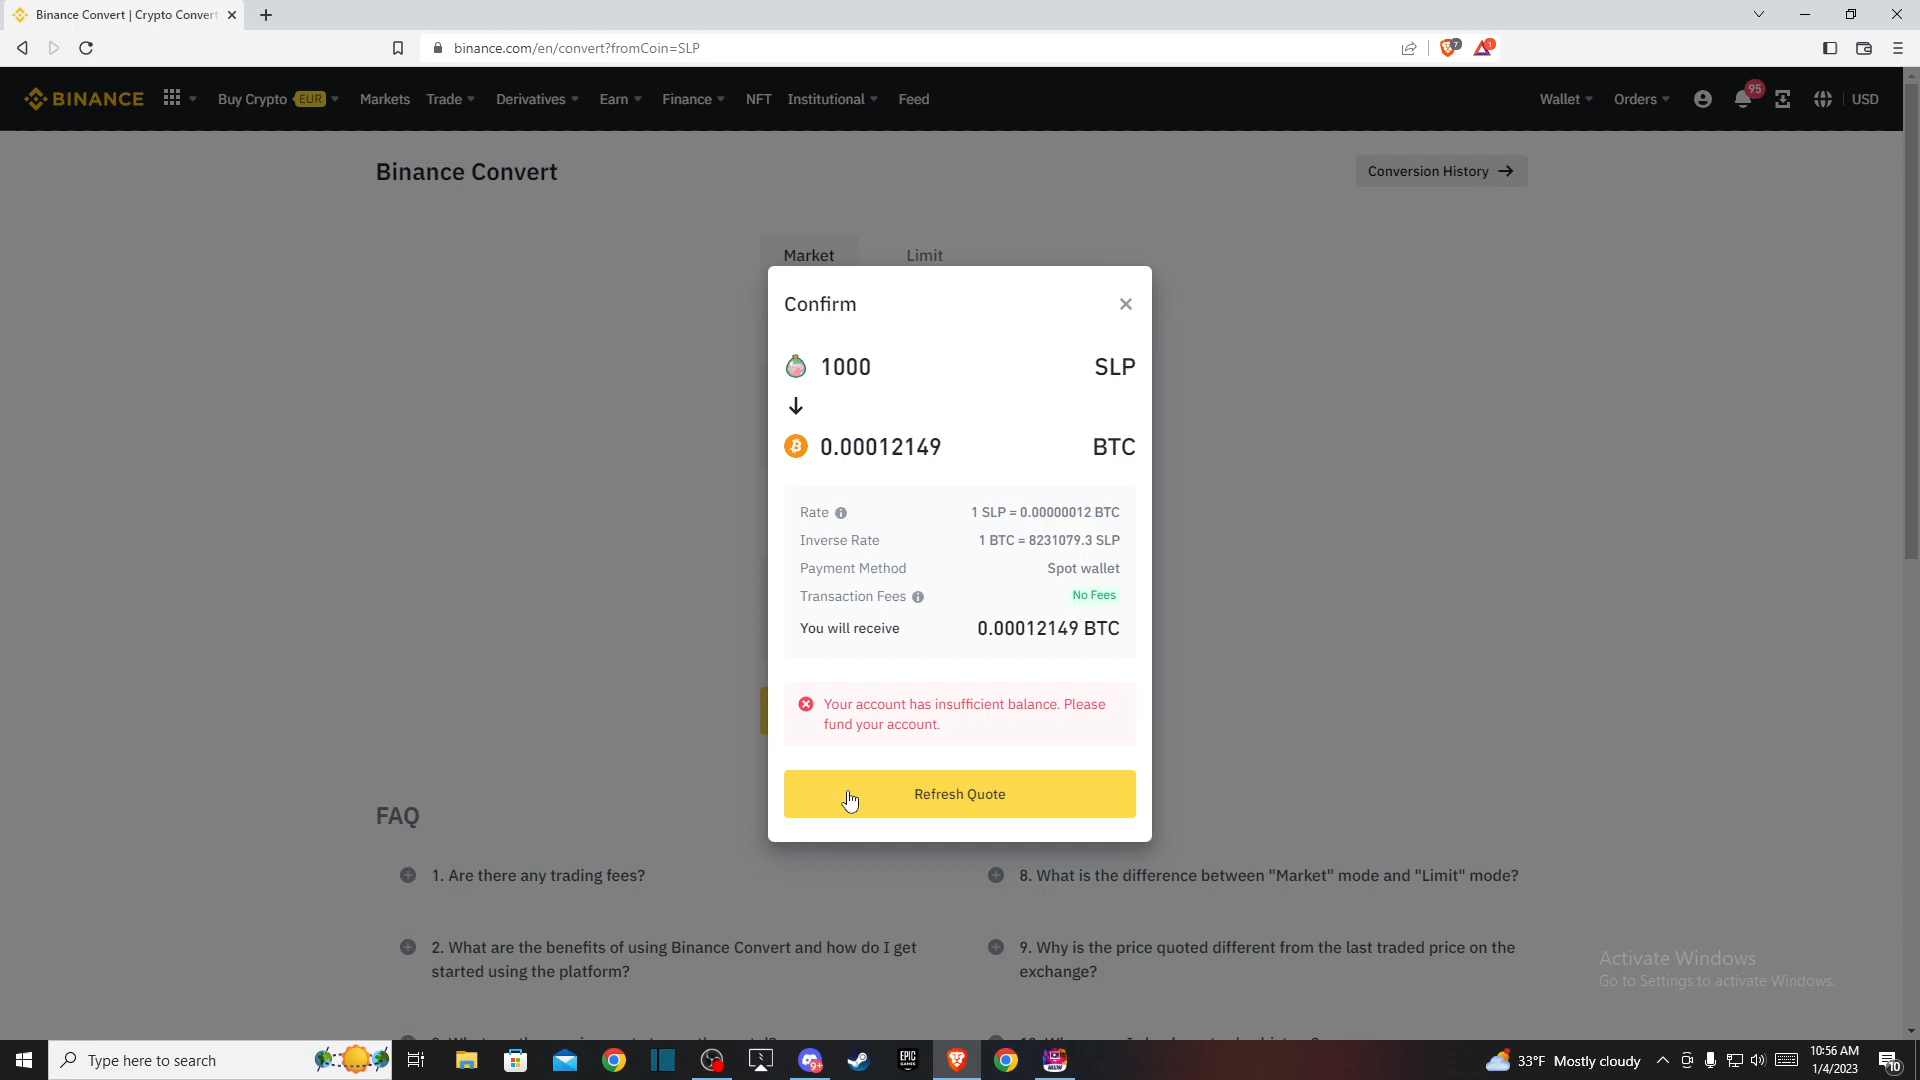 Binance Convert | Crypto Convert
binance.com/en/convert?fromCoin=SLP
7
1
BINANCE
Buy Crypto EUR
Markets
Trade
Derivatives
Earn
Finance
NFT
Institutional
Feed
Wallet
Orders
95
USD
Binance Convert
Conversion History
Market
Limit
Confirm
1000 SLP
0.00012149 BTC
Rate 1 SLP = 0.00000012 BTC
Inverse Rate 1 BTC = 8231079.3 SLP
Payment Method Spot wallet
Transaction Fees No Fees
You will receive 0.00012149 BTC
Your account has insufficient balance. Please
fund your account.
Refresh Quote
FAQ
1. Are there any trading fees?
8. What is the difference between "Market" mode and "Limit" mode?
2. What are the benefits of using Binance Convert and how do I get
started using the platform?
9. Why is the price quoted different from the last traded price on the
exchange?
Activate Windows
Go to Settings to activate Windows.
Type here to search
9+
EPIC
GAMES
33°F Mostly cloudy
10:56 AM
1/4/2023
10